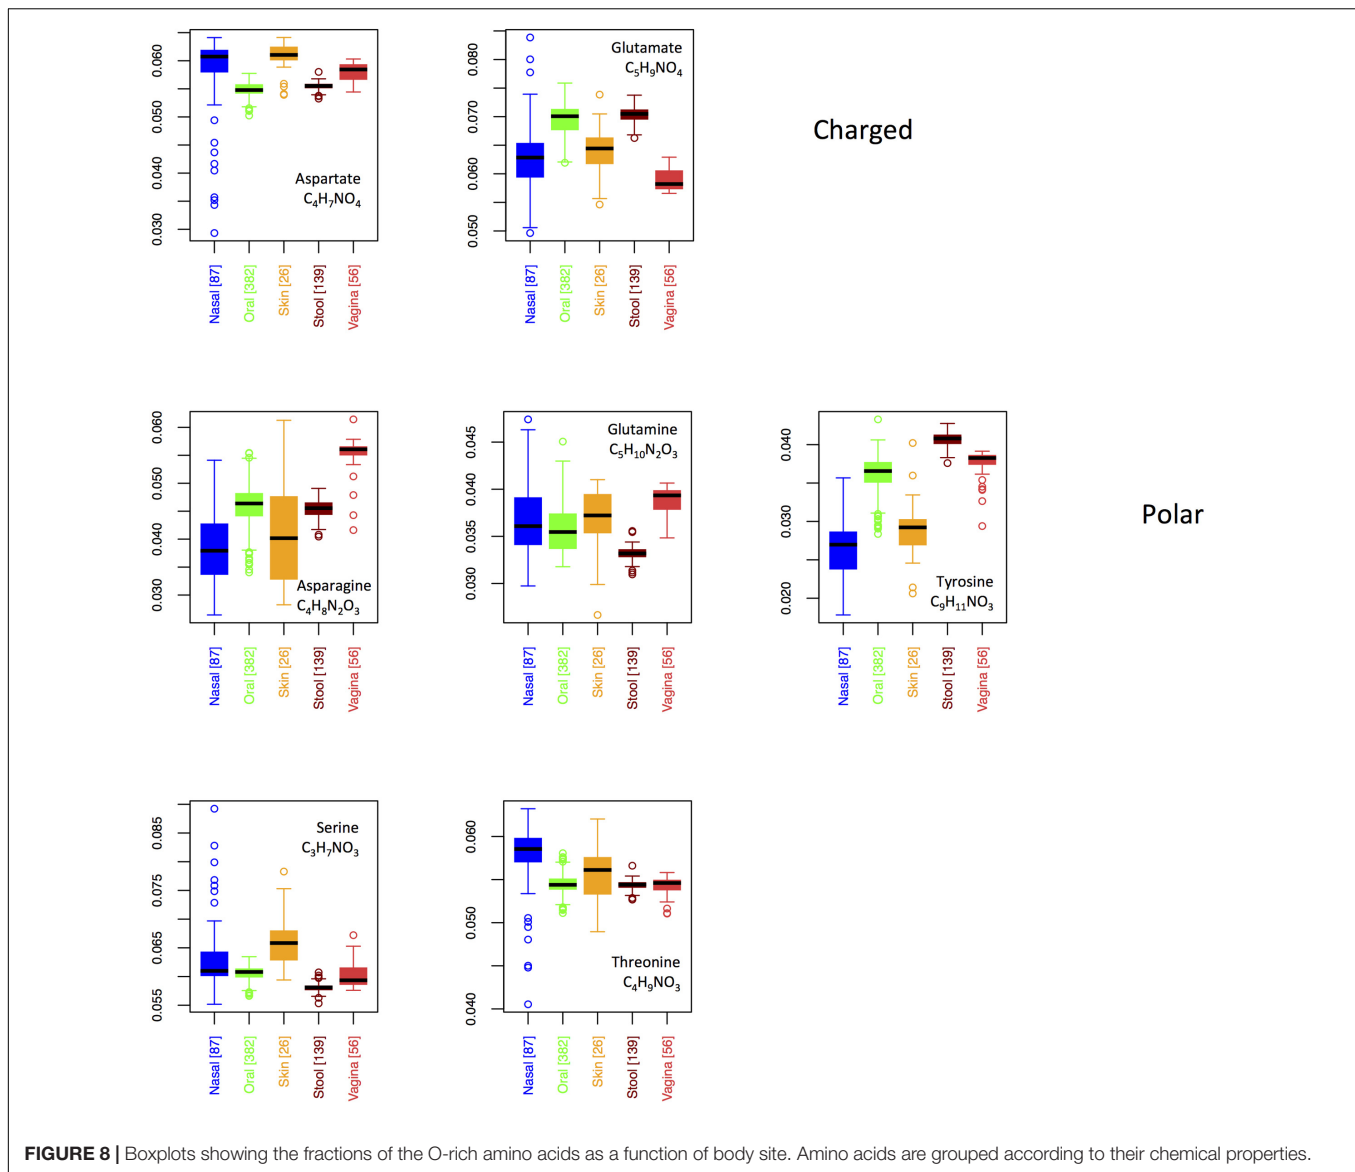 0.030 0.040 0.050 0.060
Aspartate
C₄H₇NO₄
Nasal [87]
Oral [382]
Skin [26]
Stool [139]
Vagina [56]
0.050 0.060 0.070 0.080
Glutamate
C₅H₉NO₄
Nasal [87]
Oral [382]
Skin [26]
Stool [139]
Vagina [56]
Charged
0.030 0.040 0.050 0.060
Asparagine
C₄H₈N₂O₃
Nasal [87]
Oral [382]
Skin [26]
Stool [139]
Vagina [56]
0.030 0.035 0.040 0.045
Glutamine
C₅H₁₀N₂O₃
Nasal [87]
Oral [382]
Skin [26]
Stool [139]
Vagina [56]
0.020 0.030 0.040
Tyrosine
C₉H₁₁NO₃
Nasal [87]
Oral [382]
Skin [26]
Stool [139]
Vagina [56]
Polar
0.055 0.065 0.075 0.085
Serine
C₃H₇NO₃
Nasal [87]
Oral [382]
Skin [26]
Stool [139]
Vagina [56]
0.040 0.050 0.060
Threonine
C₄H₉NO₃
Nasal [87]
Oral [382]
Skin [26]
Stool [139]
Vagina [56]
FIGURE 8 | Boxplots showing the fractions of the O-rich amino acids as a function of body site. Amino acids are grouped according to their chemical properties.